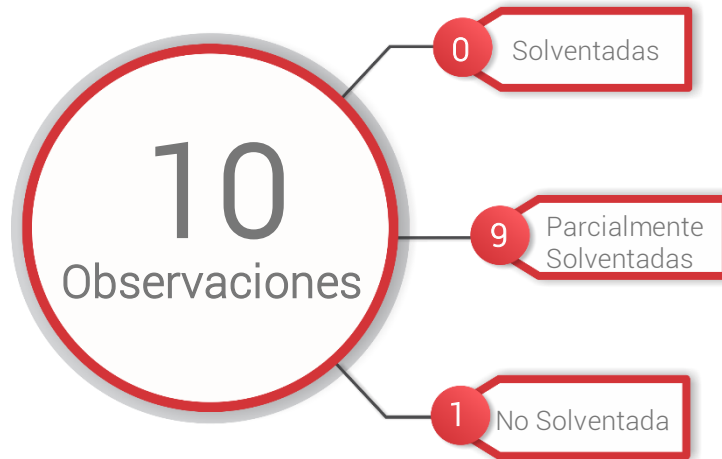 10
Observaciones
0
Solventadas
9
Parcialmente
Solventadas
1
No Solventada